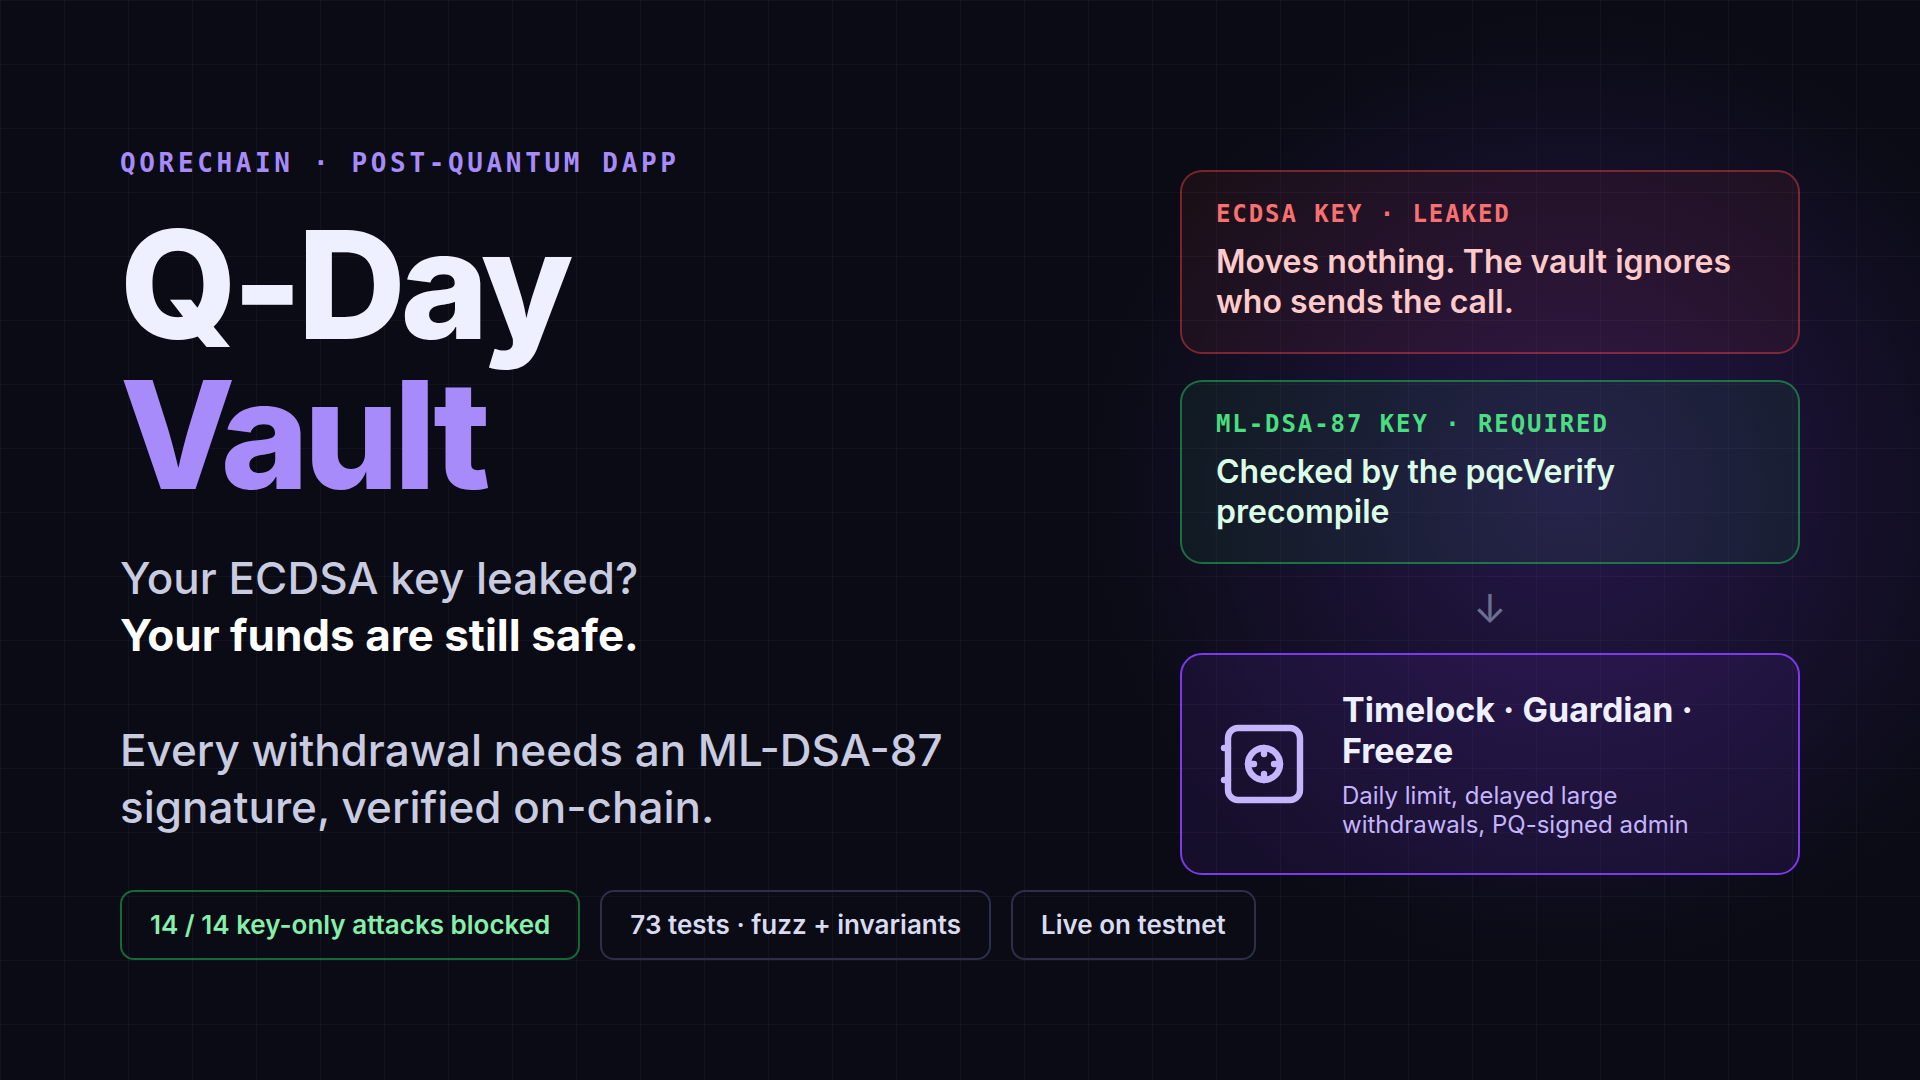 QORECHAIN · POST-QUANTUM DAPP
Q-Day
Vault
Your ECDSA key leaked?
Your funds are still safe.
Every withdrawal needs an ML-DSA-87
signature, verified on-chain.
14 / 14 key-only attacks blocked
73 tests · fuzz + invariants
Live on testnet
ECDSA KEY · LEAKED
Moves nothing. The vault ignores
who sends the call.
ML-DSA-87 KEY · REQUIRED
Checked by the pqcVerify
precompile
↓
Timelock · Guardian ·
Freeze
Daily limit, delayed large
withdrawals, PQ-signed admin